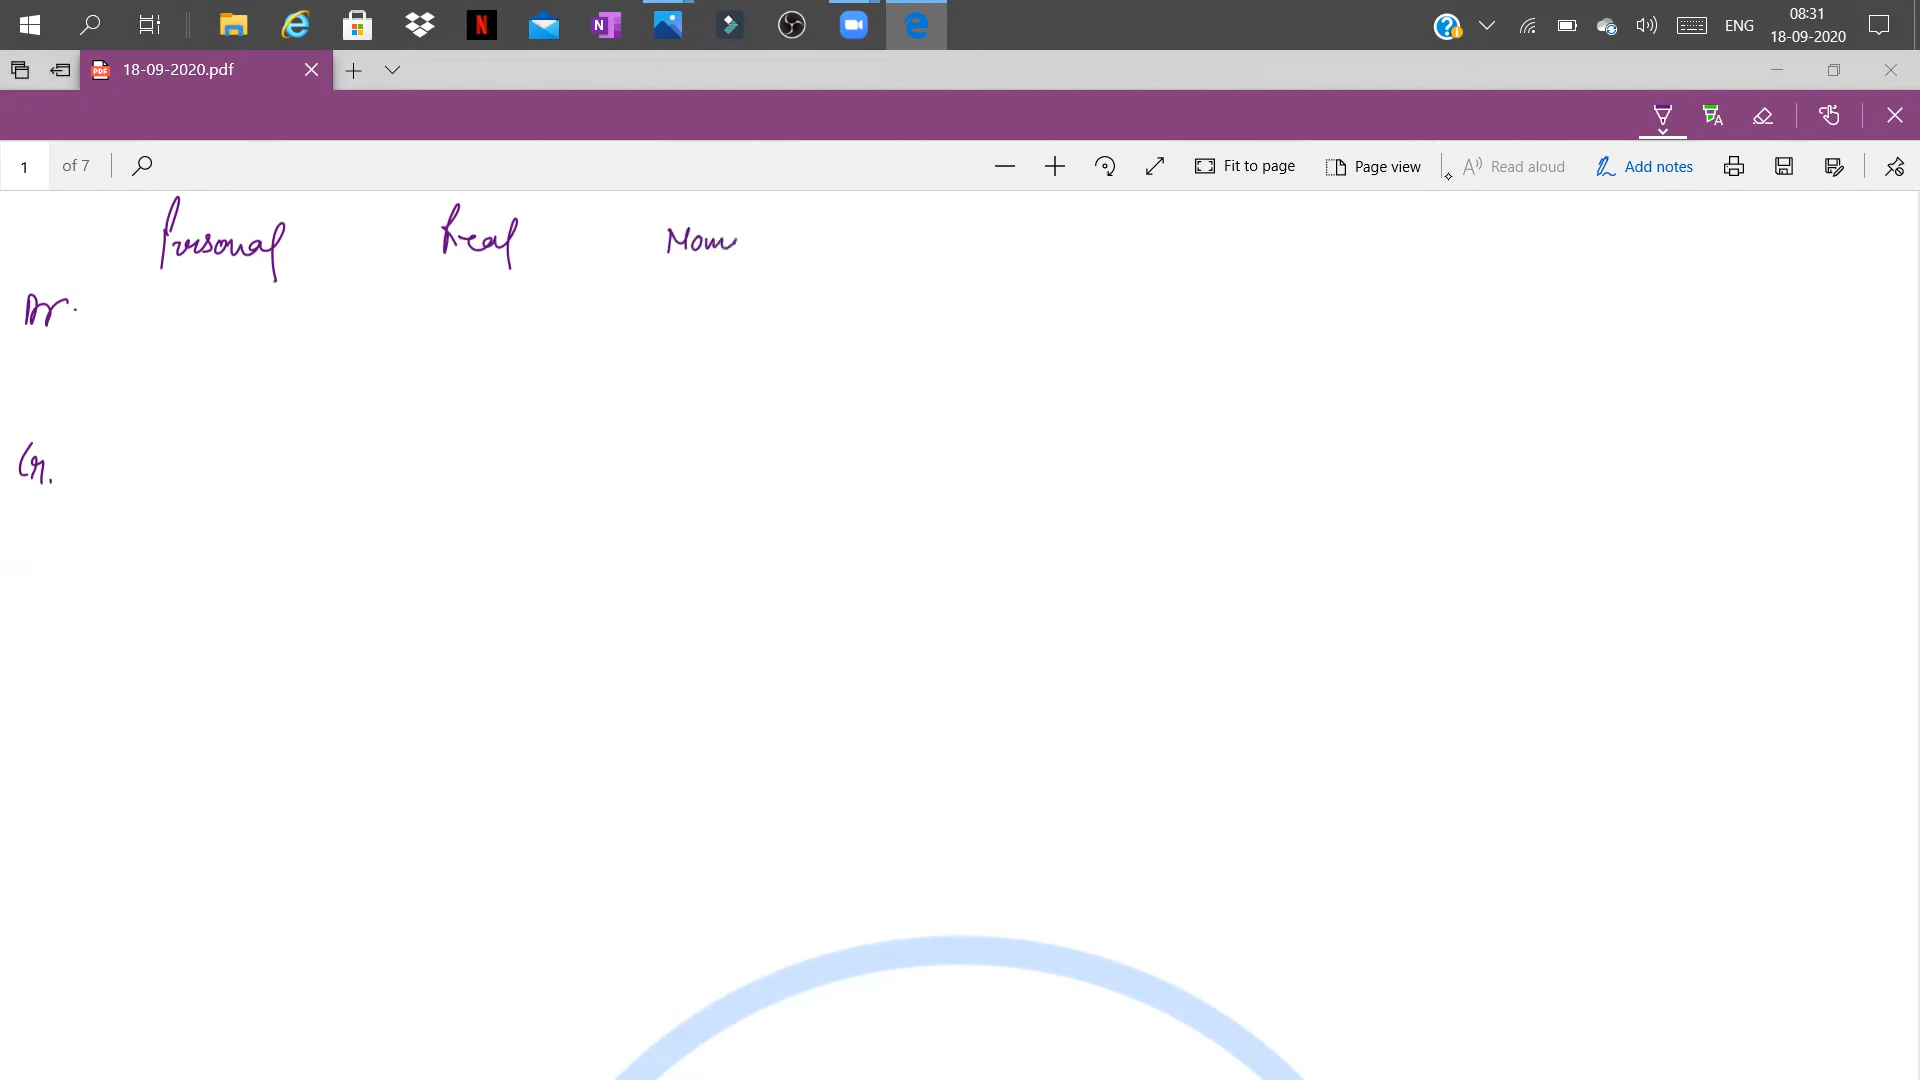 08:31
ENG
18-09-2020
18-09-2020.pdf
1 of 7
Fit to page
Page view
Read aloud
Add notes
Personal Real Nom
Dr.
Cr.